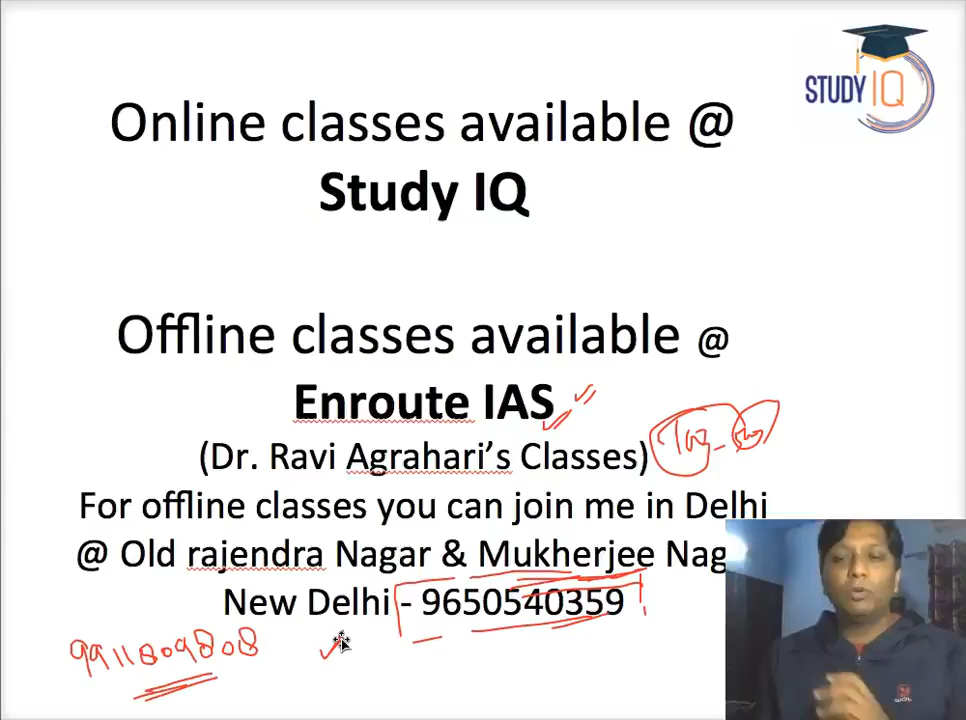 STUDY IQ
Online classes available @
Study IQ
Offline classes available @
Enroute IAS
(Dr. Ravi Agrahari's Classes)
For offline classes you can join me in Delhi
@ Old rajendra Nagar & Mukherjee Nag
New Delhi - 9650540359
9911809808